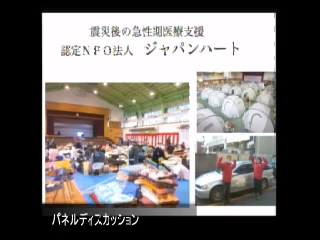 震災後の急性期医療支援
認定NPO法人　ジャパンハート
パネルディスカッション